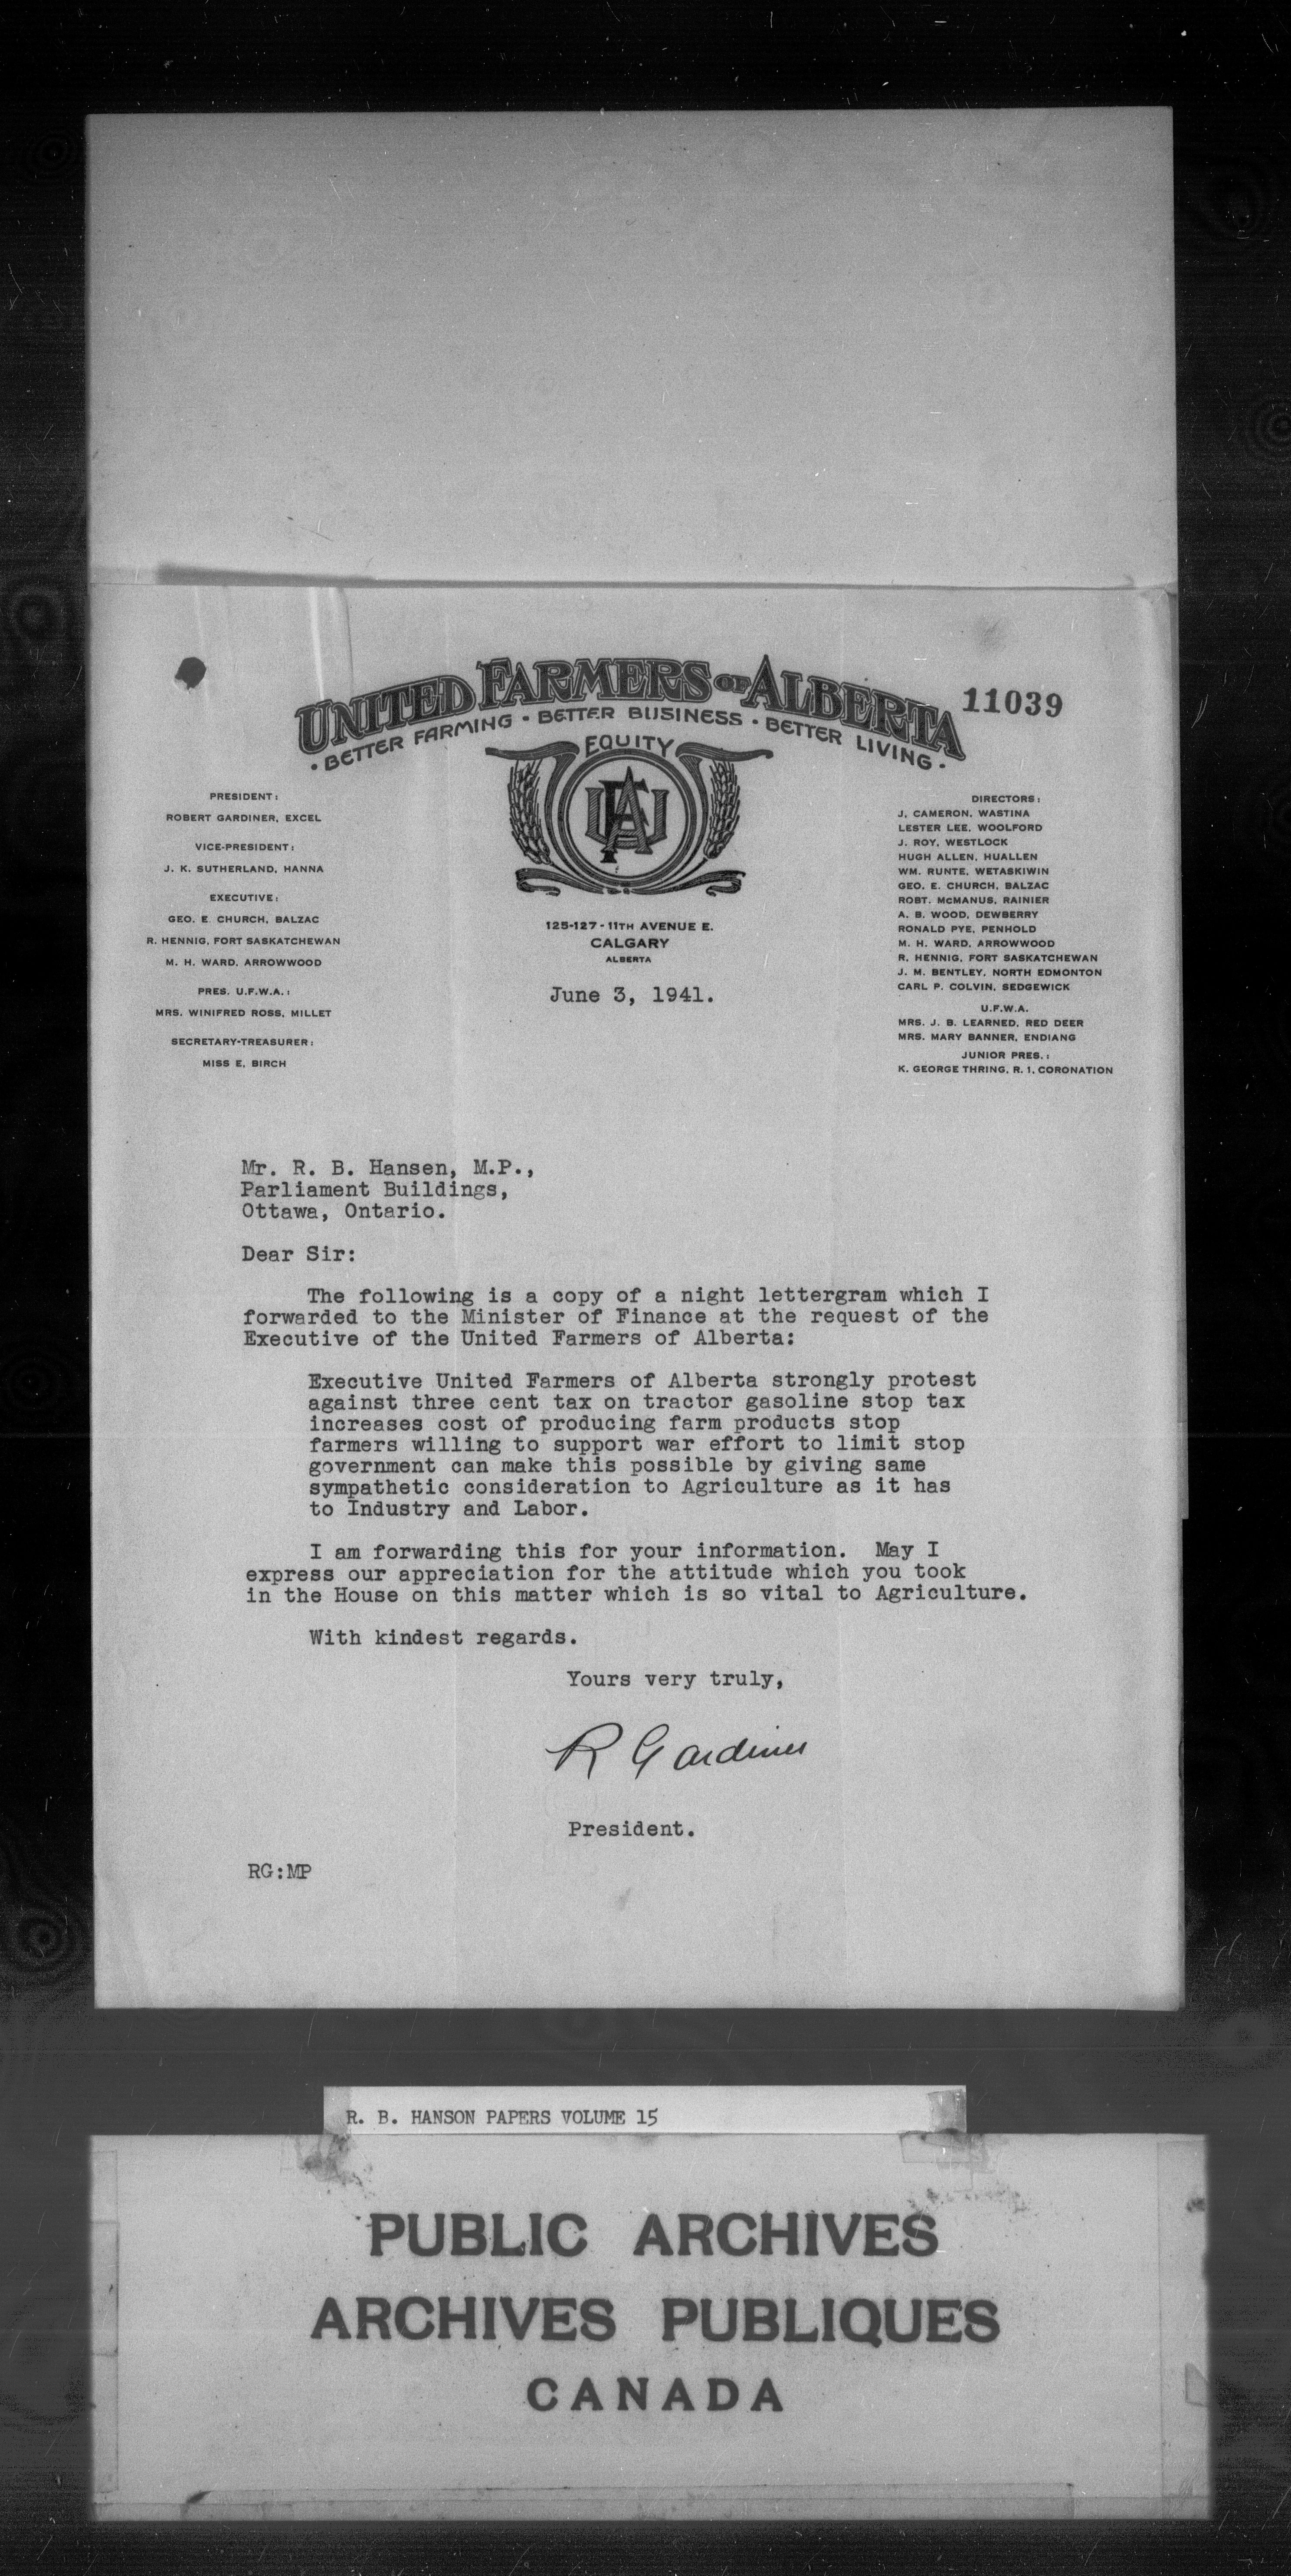 UNITED FARMERS OF ALBERTA
11039
· BETTER FARMING · BETTER BUSINESS · BETTER LIVING ·
EQUITY
UFA
PRESIDENT:
ROBERT GARDINER, EXCEL
VICE-PRESIDENT:
J. K. SUTHERLAND, HANNA
EXECUTIVE:
GEO. E. CHURCH, BALZAC
R. HENNIG, FORT SASKATCHEWAN
M. H. WARD, ARROWWOOD
PRES. U.F.W.A.:
MRS. WINIFRED ROSS, MILLET
SECRETARY-TREASURER:
MISS E. BIRCH
125-127 - 11TH AVENUE E.
CALGARY
ALBERTA
June 3, 1941.
DIRECTORS:
J. CAMERON, WASTINA
LESTER LEE, WOOLFORD
J. ROY, WESTLOCK
HUGH ALLEN, HUALLEN
WM. RUNTE, WETASKIWIN
GEO. E. CHURCH, BALZAC
ROBT. McMANUS, RAINIER
A. B. WOOD, DEWBERRY
RONALD PYE, PENHOLD
M. H. WARD, ARROWWOOD
R. HENNIG, FORT SASKATCHEWAN
J. M. BENTLEY, NORTH EDMONTON
CARL P. COLVIN, SEDGEWICK
U.F.W.A.
MRS. J. B. LEARNED, RED DEER
MRS. MARY BANNER, ENDIANG
JUNIOR PRES.:
K. GEORGE THRING, R. 1, CORONATION
Mr. R. B. Hansen, M.P.,
Parliament Buildings,
Ottawa, Ontario.
Dear Sir:
The following is a copy of a night lettergram which I
forwarded to the Minister of Finance at the request of the
Executive of the United Farmers of Alberta:
Executive United Farmers of Alberta strongly protest
against three cent tax on tractor gasoline stop tax
increases cost of producing farm products stop
farmers willing to support war effort to limit stop
government can make this possible by giving same
sympathetic consideration to Agriculture as it has
to Industry and Labor.
I am forwarding this for your information.  May I
express our appreciation for the attitude which you took
in the House on this matter which is so vital to Agriculture.
With kindest regards.
Yours very truly,
R Gardiner
President.
RG:MP
R. B. HANSON PAPERS VOLUME 15
PUBLIC ARCHIVES
ARCHIVES PUBLIQUES
CANADA